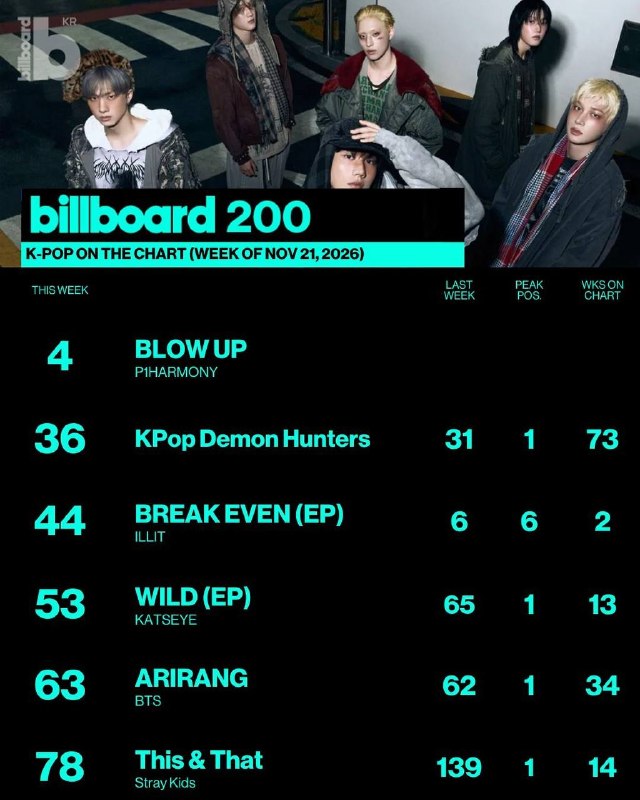 billboard
b
KR
billboard 200
K-POP ON THE CHART (WEEK OF NOV 21, 2026)
THIS WEEK
LAST WEEK
PEAK POS.
WKS ON CHART
4
BLOW UP
P1HARMONY
36
KPop Demon Hunters
31 1 73
44
BREAK EVEN (EP)
ILLIT
6 6 2
53
WILD (EP)
KATSEYE
65 1 13
63
ARIRANG
BTS
62 1 34
78
This & That
Stray Kids
139 1 14